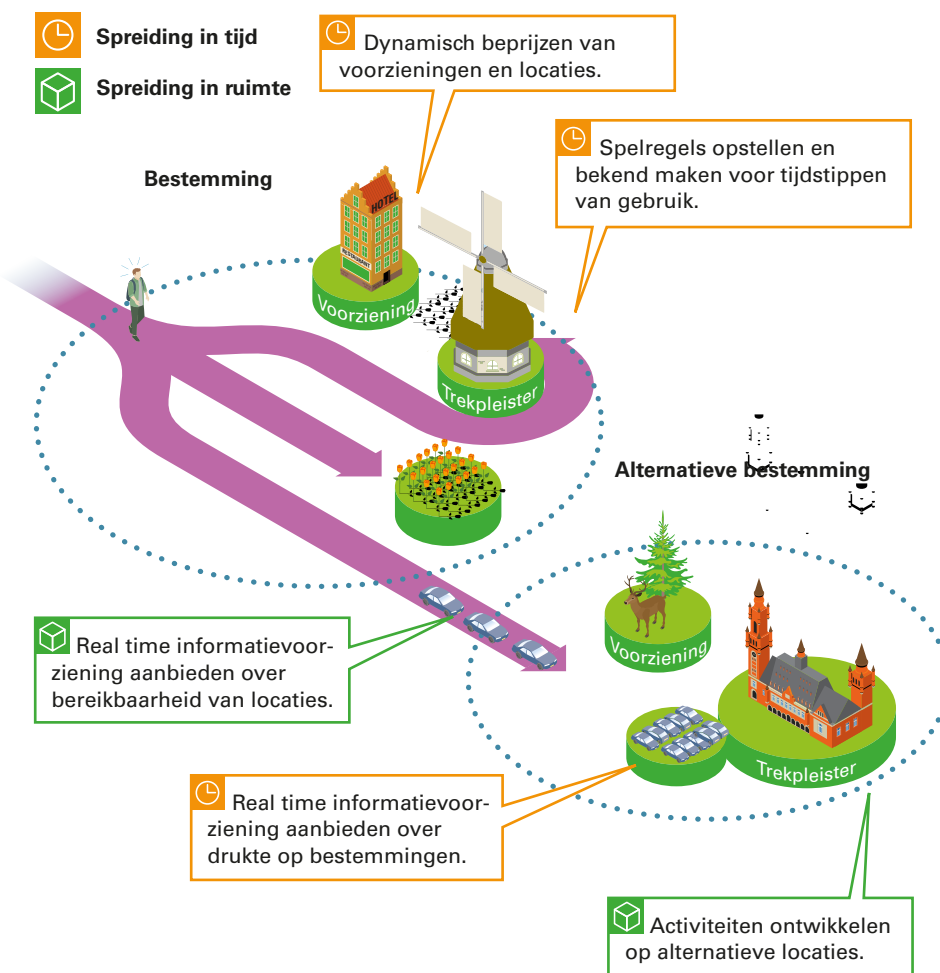 Spreiding in tijd
Spreiding in ruimte
Dynamisch beprijzen van
voorzieningen en locaties.
Spelregels opstellen en
bekend maken voor tijdstippen
van gebruik.
Bestemming
HOTEL
RESTAURANT
Voorziening
Trekpleister
Alternatieve bestemming
Voorziening
Trekpleister
Real time informatievoor-
ziening aanbieden over
bereikbaarheid van locaties.
Real time informatievoor-
ziening aanbieden over
drukte op bestemmingen.
Activiteiten ontwikkelen
op alternatieve locaties.